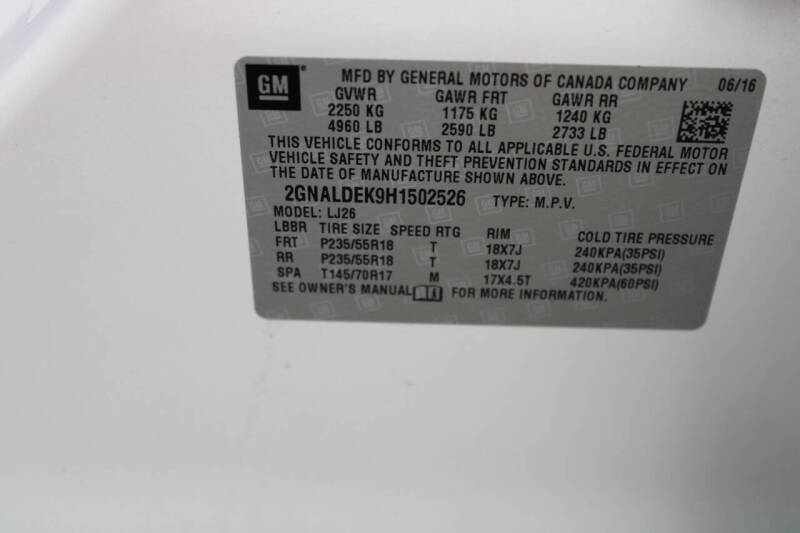 GM MFD BY GENERAL MOTORS OF CANADA COMPANY 06/16
GVWR GAWR FRT GAWR RR
2250 KG 1175 KG 1240 KG
4960 LB 2590 LB 2733 LB
THIS VEHICLE CONFORMS TO ALL APPLICABLE U.S. FEDERAL MOTOR
VEHICLE SAFETY AND THEFT PREVENTION STANDARDS IN EFFECT ON
THE DATE OF MANUFACTURE SHOWN ABOVE.
2GNALDEK9H1502526 TYPE: M.P.V.
MODEL: LJ26
LBBR TIRE SIZE SPEED RTG RIM COLD TIRE PRESSURE
FRT P235/55R18 T 18X7J 240KPA(35PSI)
RR P235/55R18 T 18X7J 240KPA(35PSI)
SPA T145/70R17 M 17X4.5T 420KPA(60PSI)
SEE OWNER'S MANUAL FOR MORE INFORMATION.